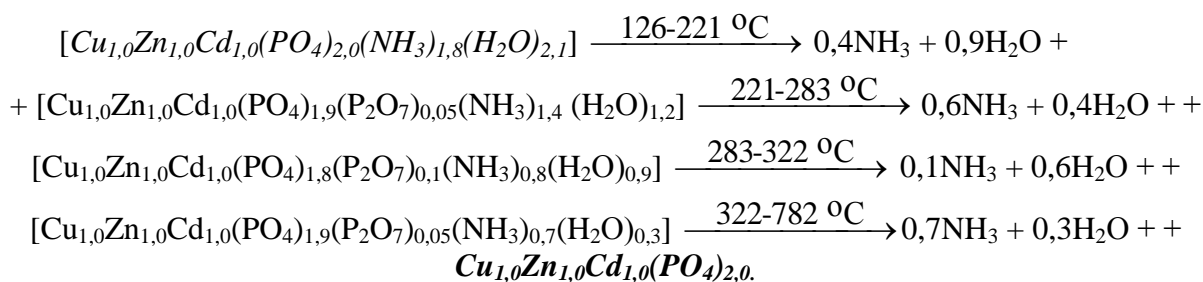 [Cu₁,₀Zn₁,₀Cd₁,₀(PO₄)₂,₀(NH₃)₁,₈(H₂O)₂,₁] —126-221 ºC→ 0,4NH₃ + 0,9H₂O +
+ [Cu₁,₀Zn₁,₀Cd₁,₀(PO₄)₁,₉(P₂O₇)₀,₀₅(NH₃)₁,₄ (H₂O)₁,₂] —221-283 ºC→ 0,6NH₃ + 0,4H₂O + +
[Cu₁,₀Zn₁,₀Cd₁,₀(PO₄)₁,₈(P₂O₇)₀,₁(NH₃)₀,₈(H₂O)₀,₉] —283-322 ºC→ 0,1NH₃ + 0,6H₂O + +
[Cu₁,₀Zn₁,₀Cd₁,₀(PO₄)₁,₉(P₂O₇)₀,₀₅(NH₃)₀,₇(H₂O)₀,₃] —322-782 ºC→ 0,7NH₃ + 0,3H₂O + +
Cu₁,₀Zn₁,₀Cd₁,₀(PO₄)₂,₀.